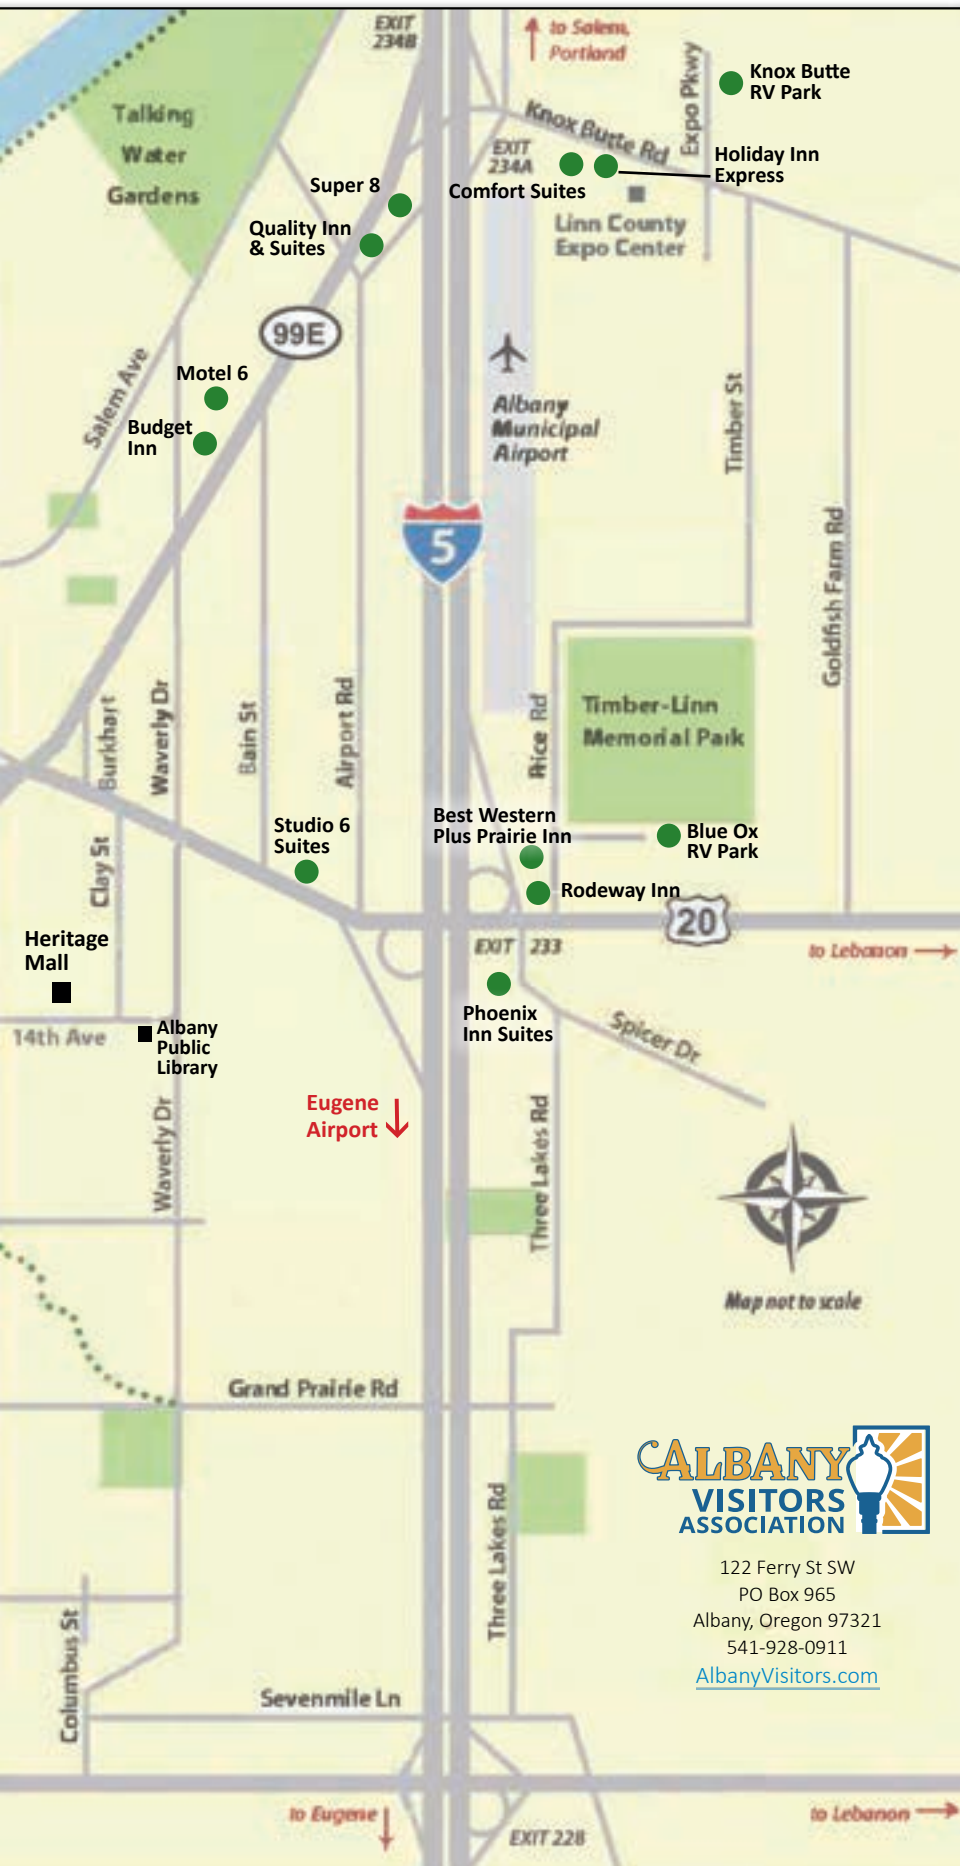 EXIT
234B
to Salem,
Portland
Expo Pkwy
Knox Butte
RV Park
Talking
Water
Gardens
Knox Butte Rd
EXIT
234A
Holiday Inn
Express
Super 8
Comfort Suites
Quality Inn
& Suites
Linn County
Expo Center
99E
Salem Ave
Motel 6
Budget
Inn
Albany
Municipal
Airport
Timber St
5
Goldfish Farm Rd
Burkhart
Waverly Dr
Bain St
Airport Rd
Rice Rd
Timber-Linn
Memorial Park
Studio 6
Suites
Best Western
Plus Prairie Inn
Blue Ox
RV Park
Clay St
Rodeway Inn
20
Heritage
Mall
EXIT 233
to Lebanon
14th Ave
Albany
Public
Library
Phoenix
Inn Suites
Spicer Dr
Eugene
Airport
Waverly Dr
Three Lakes Rd
Map not to scale
Grand Prairie Rd
ALBANY
VISITORS
ASSOCIATION
Three Lakes Rd
122 Ferry St SW
PO Box 965
Albany, Oregon 97321
541-928-0911
AlbanyVisitors.com
Columbus St
Sevenmile Ln
to Eugene
to Lebanon
EXIT 228